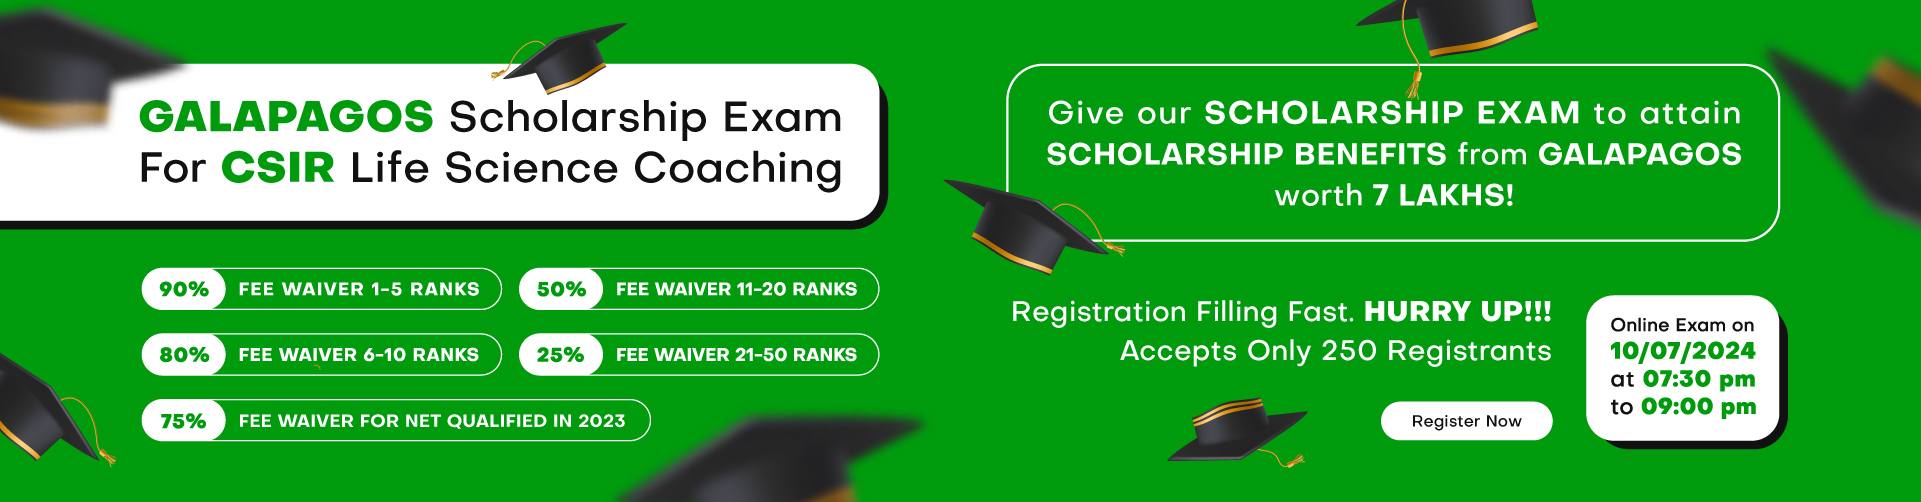 GALAPAGOS Scholarship Exam
For CSIR Life Science Coaching
90% FEE WAIVER 1-5 RANKS
50% FEE WAIVER 11-20 RANKS
80% FEE WAIVER 6-10 RANKS
25% FEE WAIVER 21-50 RANKS
75% FEE WAIVER FOR NET QUALIFIED IN 2023
Give our SCHOLARSHIP EXAM to attain
SCHOLARSHIP BENEFITS from GALAPAGOS
worth 7 LAKHS!
Registration Filling Fast. HURRY UP!!!
Accepts Only 250 Registrants
Register Now
Online Exam on
10/07/2024
at 07:30 pm
to 09:00 pm